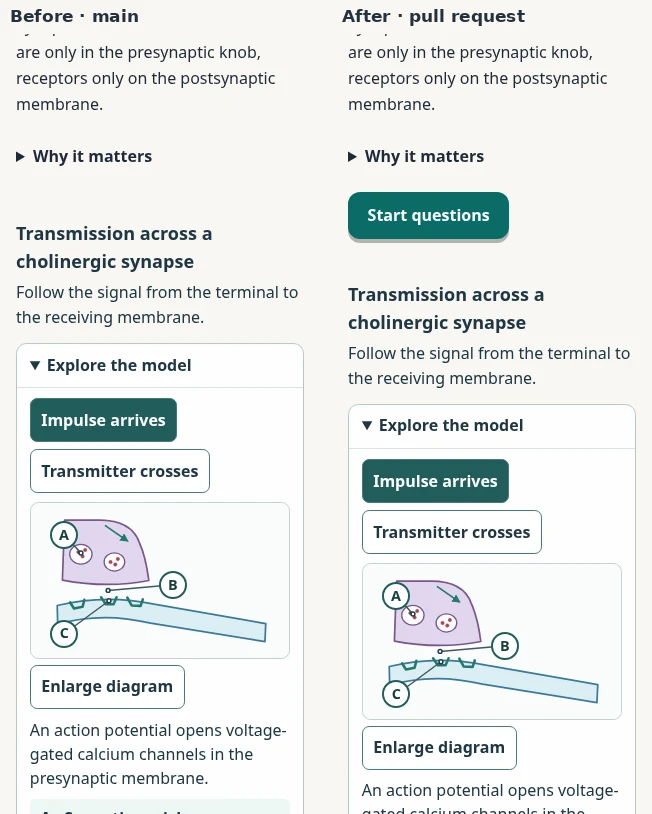 Before · main
are only in the presynaptic knob,
receptors only on the postsynaptic
membrane.
Why it matters
Transmission across a
cholinergic synapse
Follow the signal from the terminal to
the receiving membrane.
Explore the model
Impulse arrives
Transmitter crosses
A
B
C
Enlarge diagram
An action potential opens voltage-
gated calcium channels in the
presynaptic membrane.
After · pull request
are only in the presynaptic knob,
receptors only on the postsynaptic
membrane.
Why it matters
Start questions
Transmission across a
cholinergic synapse
Follow the signal from the terminal to
the receiving membrane.
Explore the model
Impulse arrives
Transmitter crosses
A
B
C
Enlarge diagram
An action potential opens voltage-
gated calcium channels in the